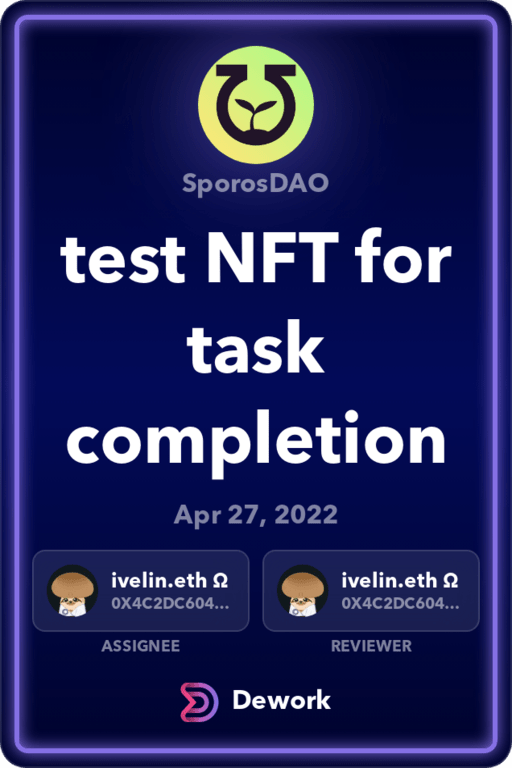 SporosDAO
test NFT for
task
completion
Apr 27, 2022
ivelin.eth Ω
0X4C2DC604...
ASSIGNEE
ivelin.eth Ω
0X4C2DC604...
REVIEWER
Dework